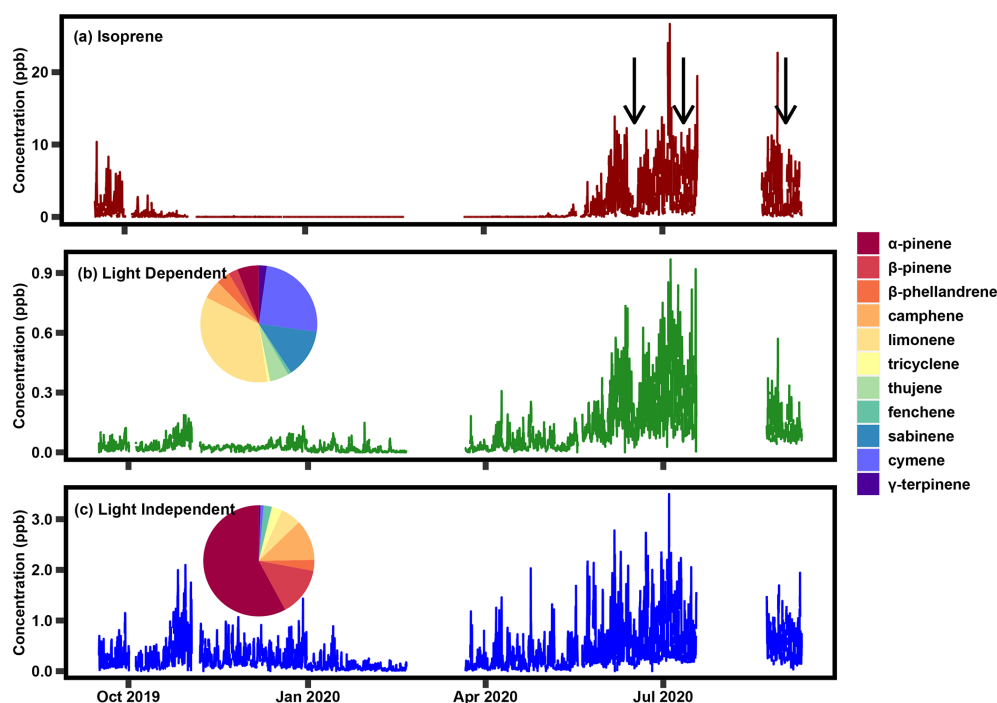 (a) Isoprene
Concentration (ppb)
20
10
0
(b) Light Dependent
Concentration (ppb)
0.9
0.6
0.3
0.0
(c) Light Independent
Concentration (ppb)
3.0
2.0
1.0
0.0
Oct 2019
Jan 2020
Apr 2020
Jul 2020
α-pinene
β-pinene
β-phellandrene
camphene
limonene
tricyclene
thujene
fenchene
sabinene
cymene
γ-terpinene